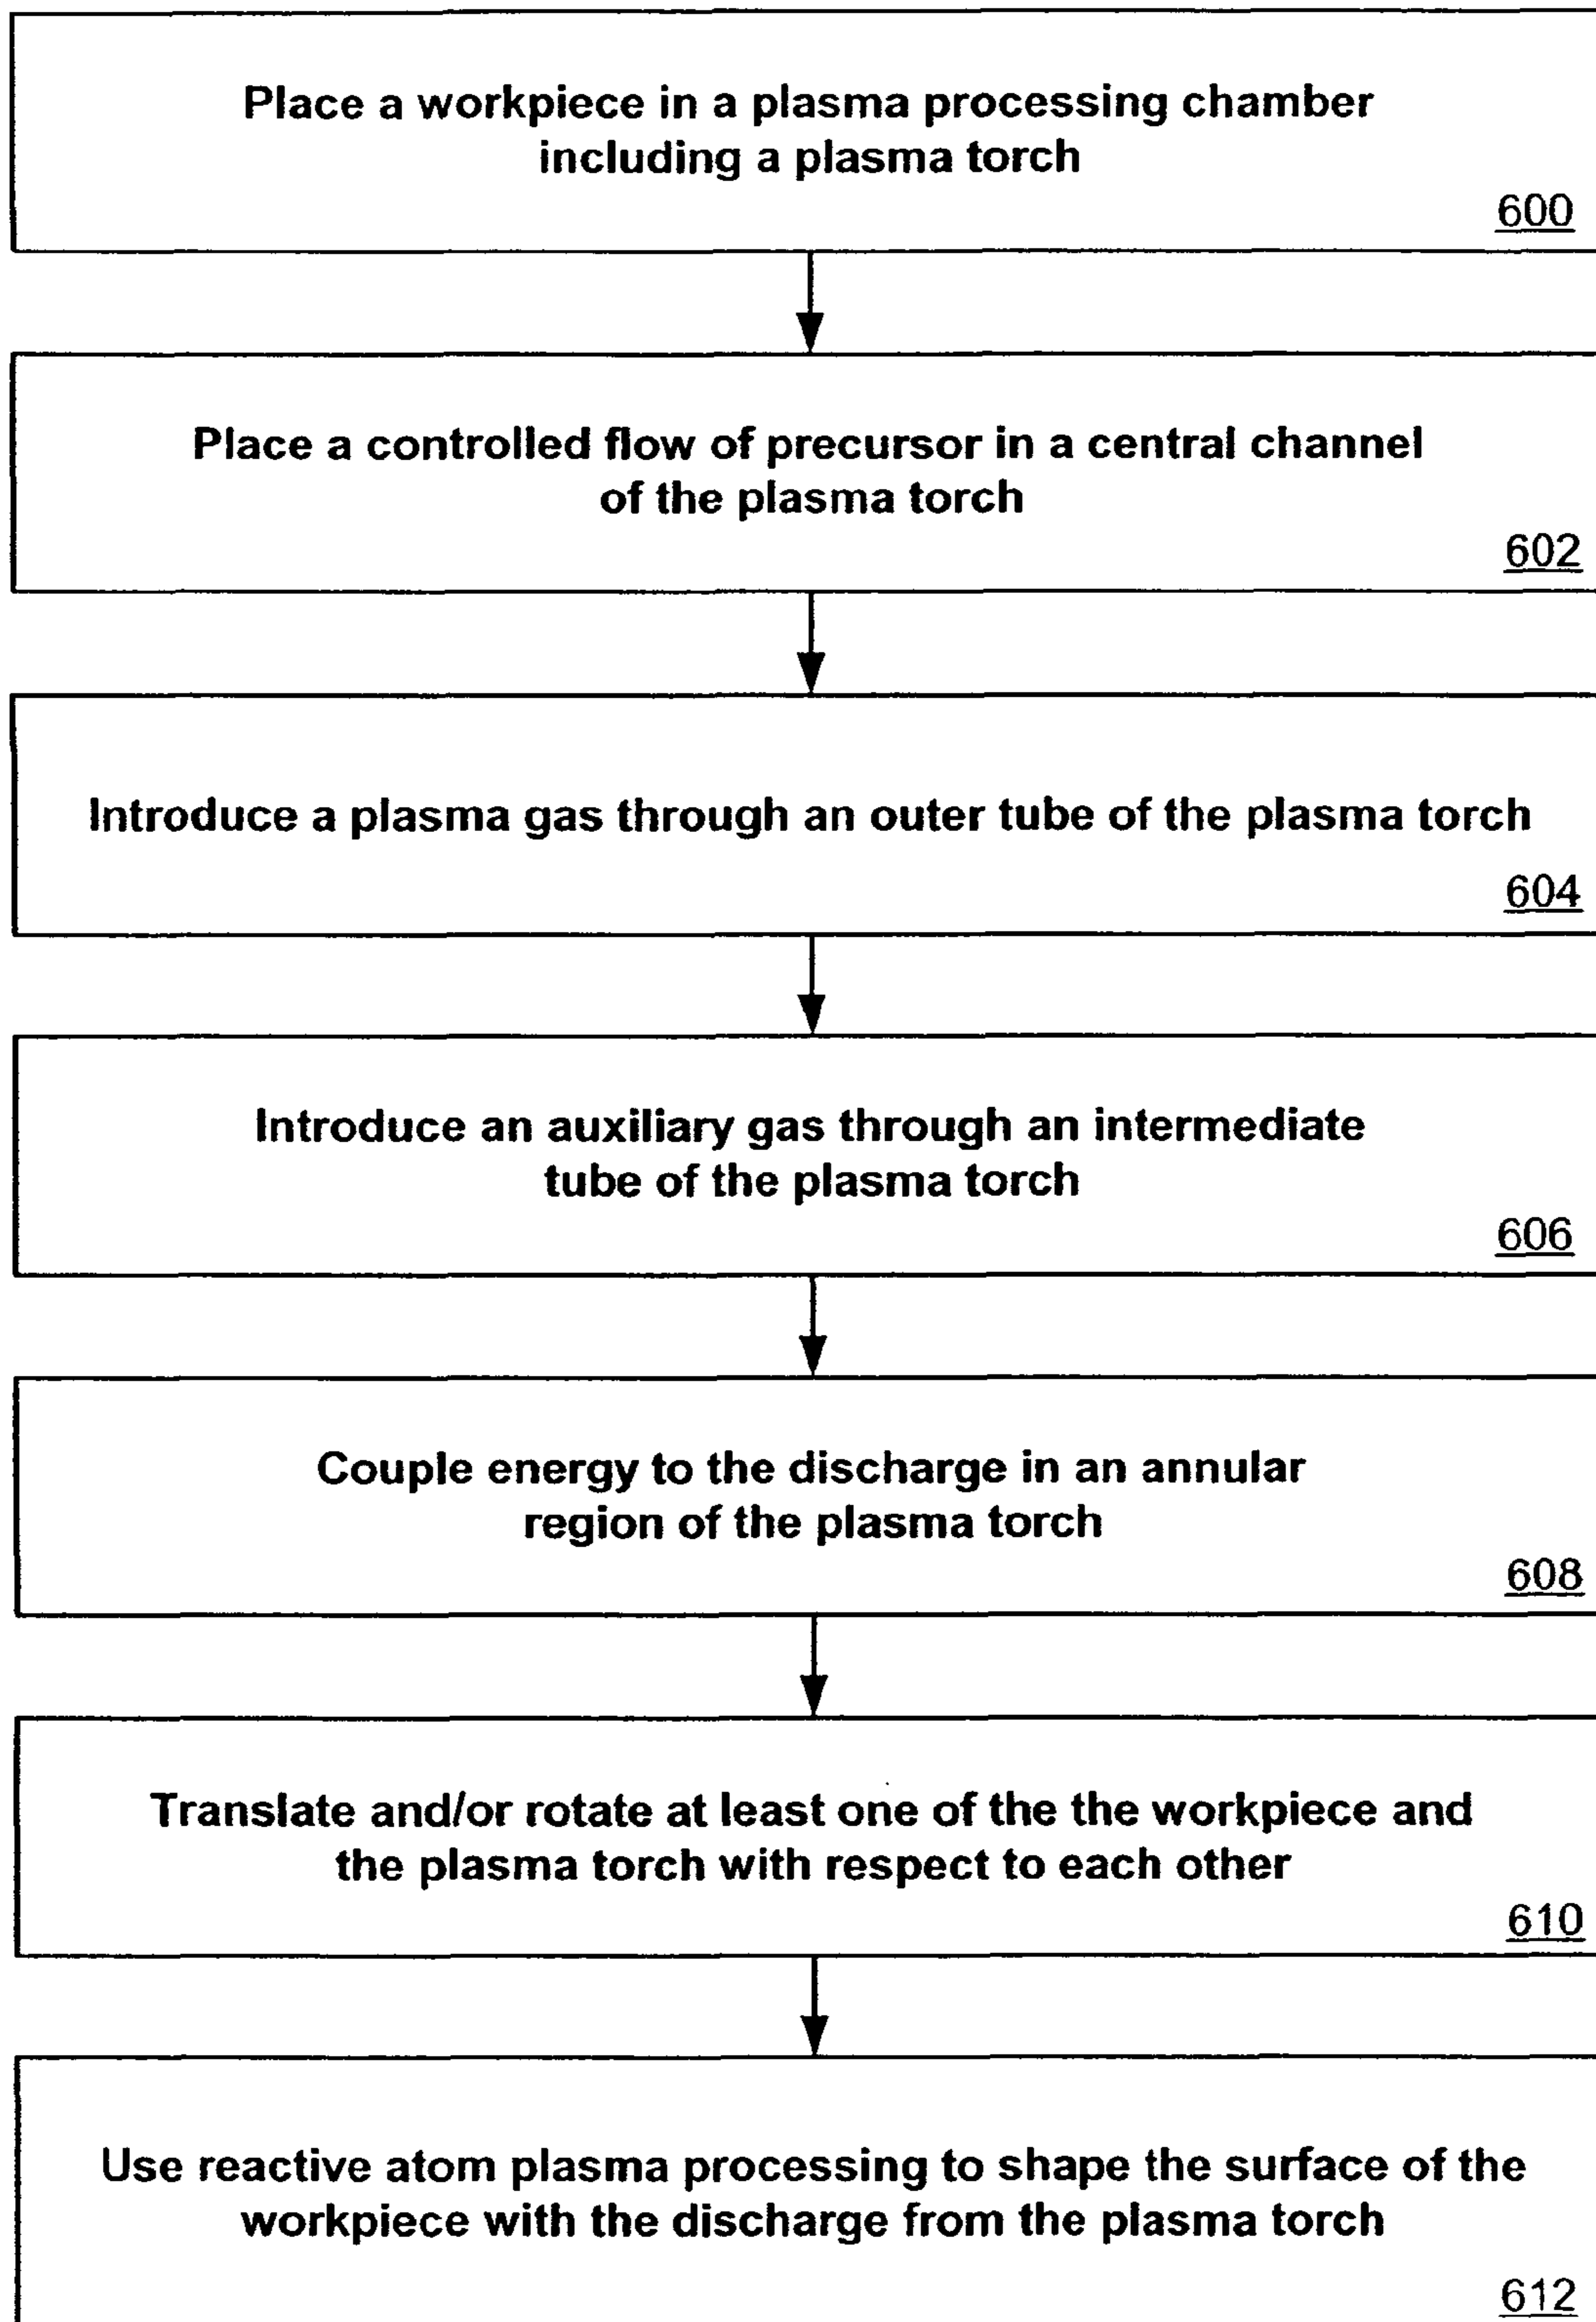 Place a workpiece in a plasma processing chamber
including a plasma torch
600
Place a controlled flow of precursor in a central channel
of the plasma torch
602
Introduce a plasma gas through an outer tube of the plasma torch
604
Introduce an auxiliary gas through an intermediate
tube of the plasma torch
606
Couple energy to the discharge in an annular
region of the plasma torch
608
Translate and/or rotate at least one of the the workpiece and
the plasma torch with respect to each other
610
Use reactive atom plasma processing to shape the surface of the
workpiece with the discharge from the plasma torch
612